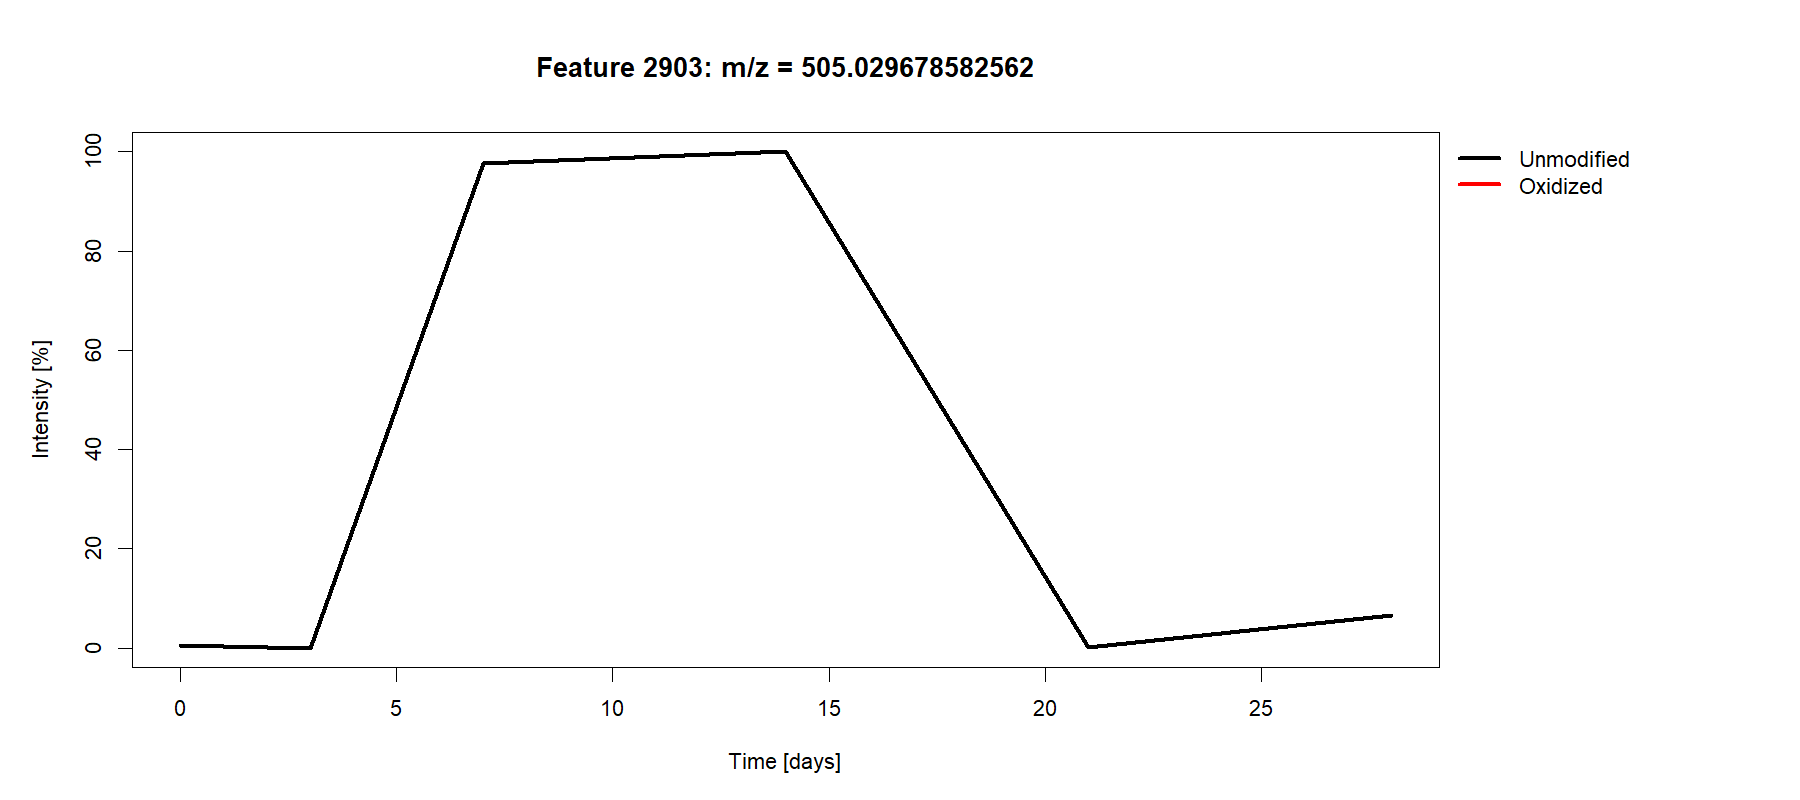 Feature 2903: m/z = 505.029678582562
100
80
60
40
20
0
Intensity [%]
0 5 10 15 20 25
Time [days]
Unmodified
Oxidized